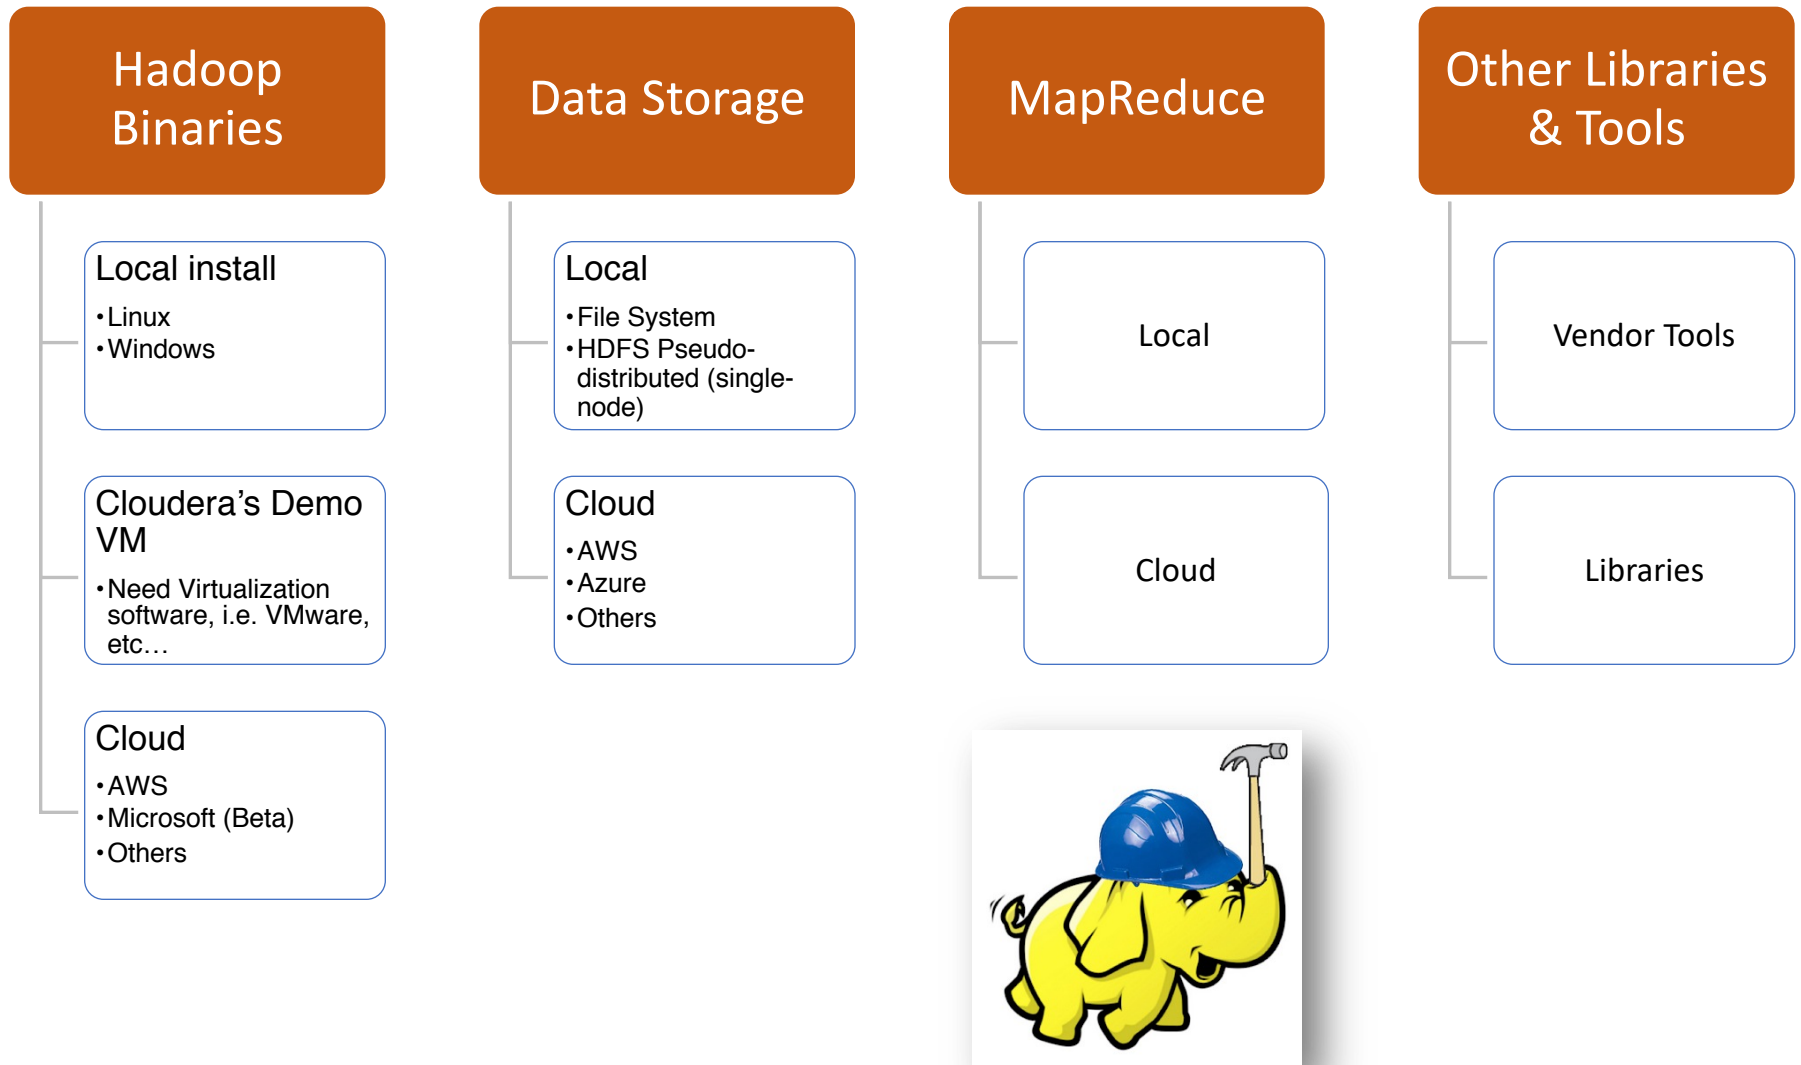 Hadoop
Binaries
Local install
•Linux
•Windows
Cloudera’s Demo
VM
•Need Virtualization
software, i.e. VMware,
etc…
Cloud
•AWS
•Microsoft (Beta)
•Others
Data Storage
Local
•File System
•HDFS Pseudo-
distributed (single-
node)
Cloud
•AWS
•Azure
•Others
MapReduce
Local
Cloud
Other Libraries
& Tools
Vendor Tools
Libraries